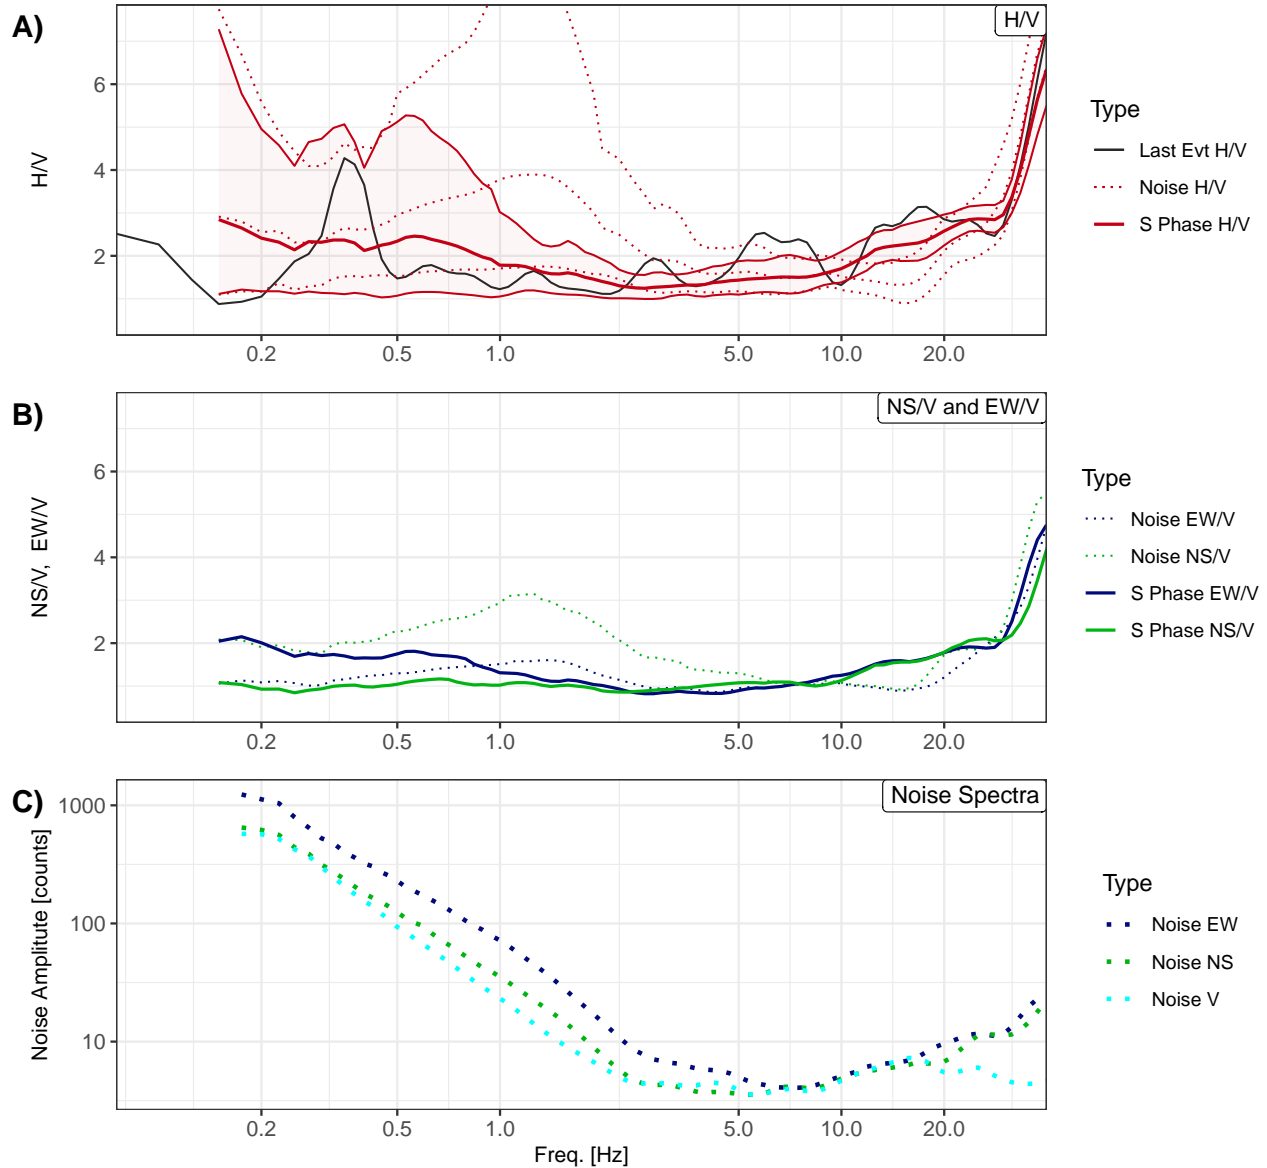 A)
H/V
6
4
2
H/V
0.2 0.5 1.0 5.0 10.0 20.0
Type
Last Evt H/V
Noise H/V
S Phase H/V
B)
NS/V and EW/V
6
4
2
NS/V, EW/V
0.2 0.5 1.0 5.0 10.0 20.0
Type
Noise EW/V
Noise NS/V
S Phase EW/V
S Phase NS/V
C)
Noise Spectra
1000
100
10
Noise Amplitute [counts]
0.2 0.5 1.0 5.0 10.0 20.0
Freq. [Hz]
Type
Noise EW
Noise NS
Noise V